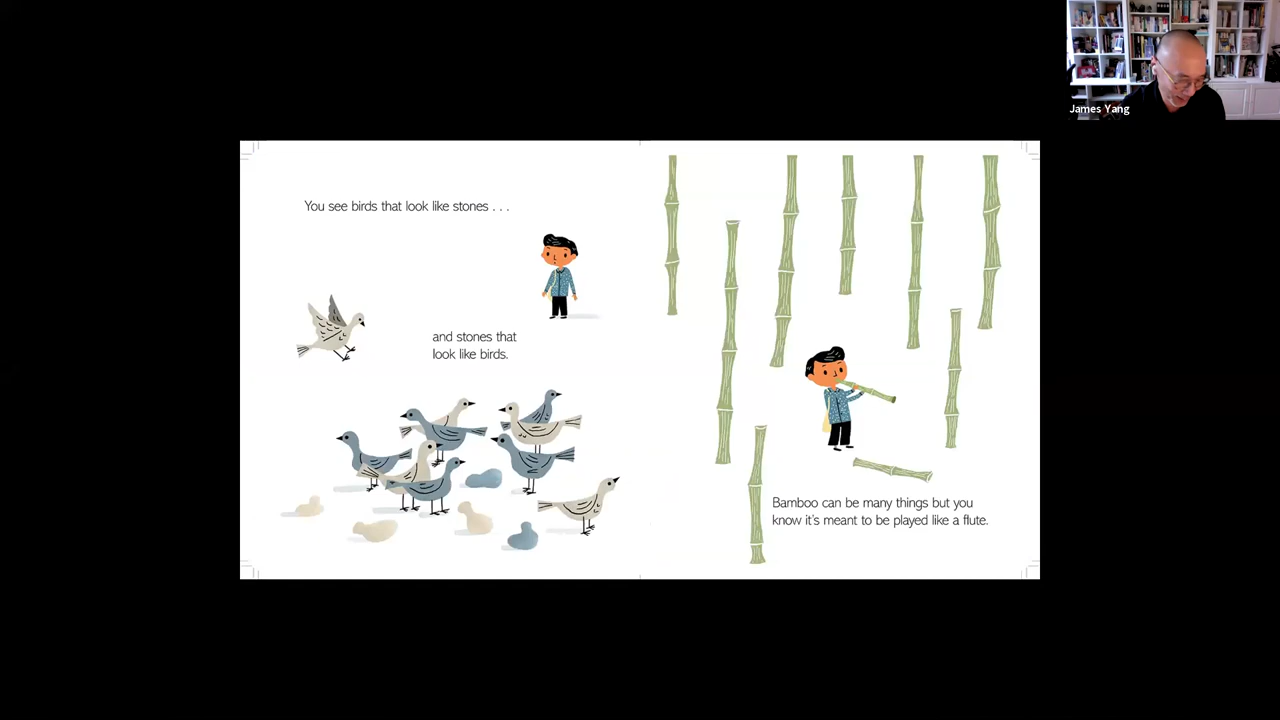 You see birds that look like stones . . .
and stones that
look like birds.
Bamboo can be many things but you
know it's meant to be played like a flute.
James Yang